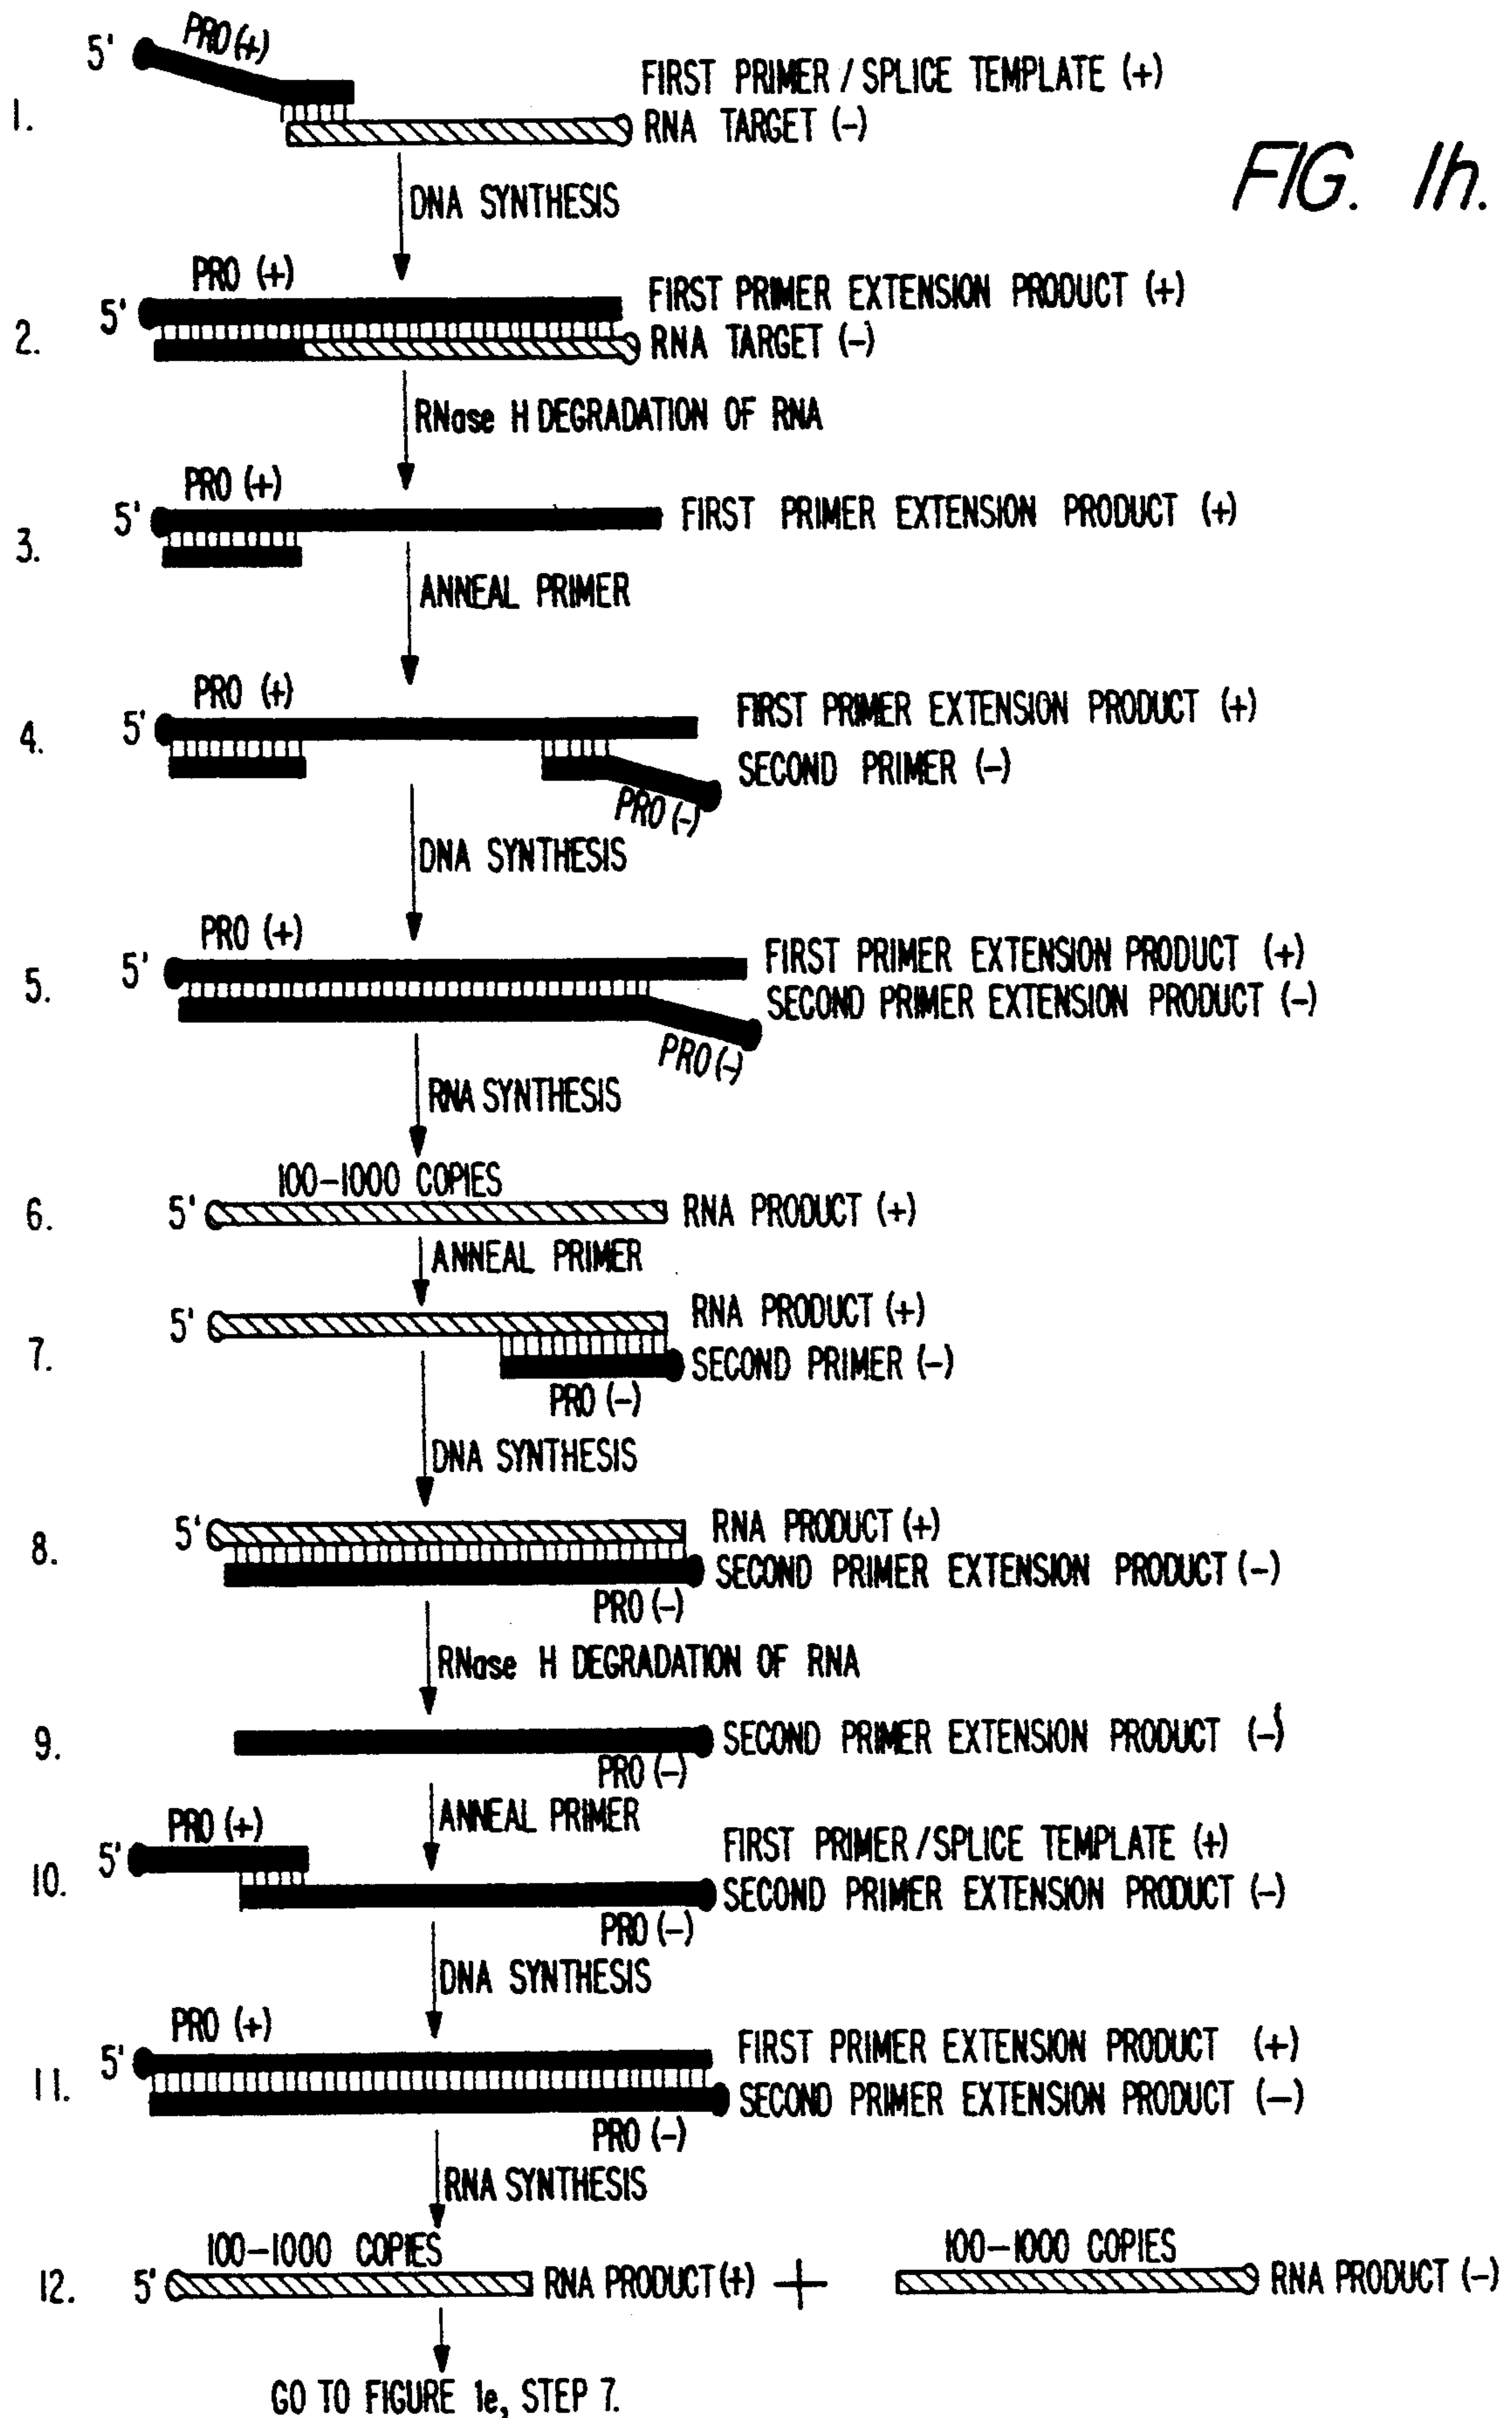 FIG. 1h.
5' PRO (+)
1. FIRST PRIMER / SPLICE TEMPLATE (+)
RNA TARGET (-)
DNA SYNTHESIS
PRO (+)
5' FIRST PRIMER EXTENSION PRODUCT (+)
2. RNA TARGET (-)
RNase H DEGRADATION OF RNA
PRO (+)
5' FIRST PRIMER EXTENSION PRODUCT (+)
3.
ANNEAL PRIMER
PRO (+)
4. 5' FIRST PRIMER EXTENSION PRODUCT (+)
SECOND PRIMER (-)
PRO (-)
DNA SYNTHESIS
PRO (+)
5' FIRST PRIMER EXTENSION PRODUCT (+)
5. SECOND PRIMER EXTENSION PRODUCT (-)
PRO (-)
RNA SYNTHESIS
100-1000 COPIES
6. 5' RNA PRODUCT (+)
ANNEAL PRIMER
5' RNA PRODUCT (+)
7. SECOND PRIMER (-)
PRO (-)
DNA SYNTHESIS
5' RNA PRODUCT (+)
8. SECOND PRIMER EXTENSION PRODUCT (-)
PRO (-)
RNase H DEGRADATION OF RNA
9. SECOND PRIMER EXTENSION PRODUCT (-)
PRO (-)
ANNEAL PRIMER
PRO (+)
5' FIRST PRIMER / SPLICE TEMPLATE (+)
10. SECOND PRIMER EXTENSION PRODUCT (-)
PRO (-)
DNA SYNTHESIS
PRO (+)
5' FIRST PRIMER EXTENSION PRODUCT (+)
11. SECOND PRIMER EXTENSION PRODUCT (-)
PRO (-)
RNA SYNTHESIS
100-1000 COPIES 100-1000 COPIES
12. 5' RNA PRODUCT (+) + RNA PRODUCT (-)
GO TO FIGURE 1e, STEP 7.